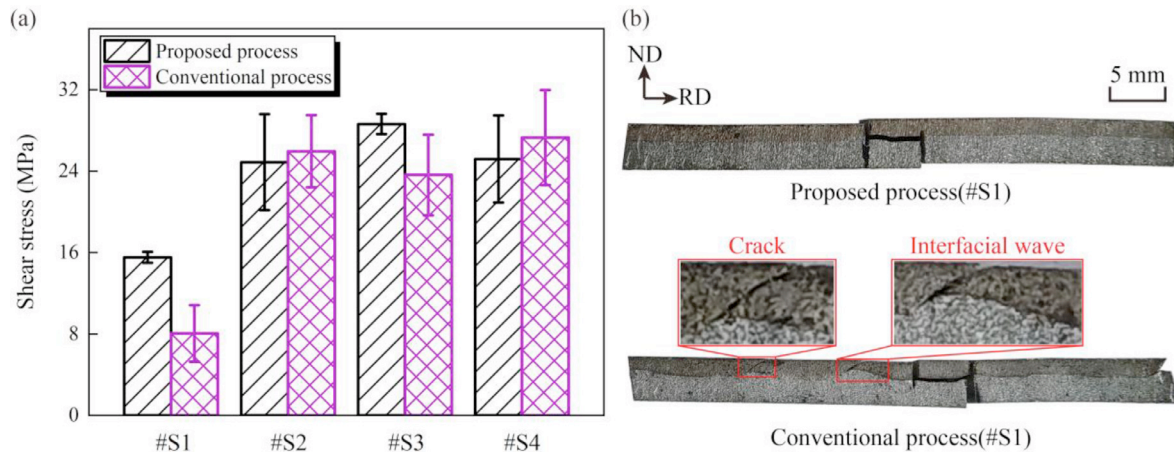 (a)
Shear stress (MPa)
32
24
16
8
0
Proposed process
Conventional process
#S1 #S2 #S3 #S4
(b)
ND
RD
5 mm
Proposed process(#S1)
Crack
Interfacial wave
Conventional process(#S1)